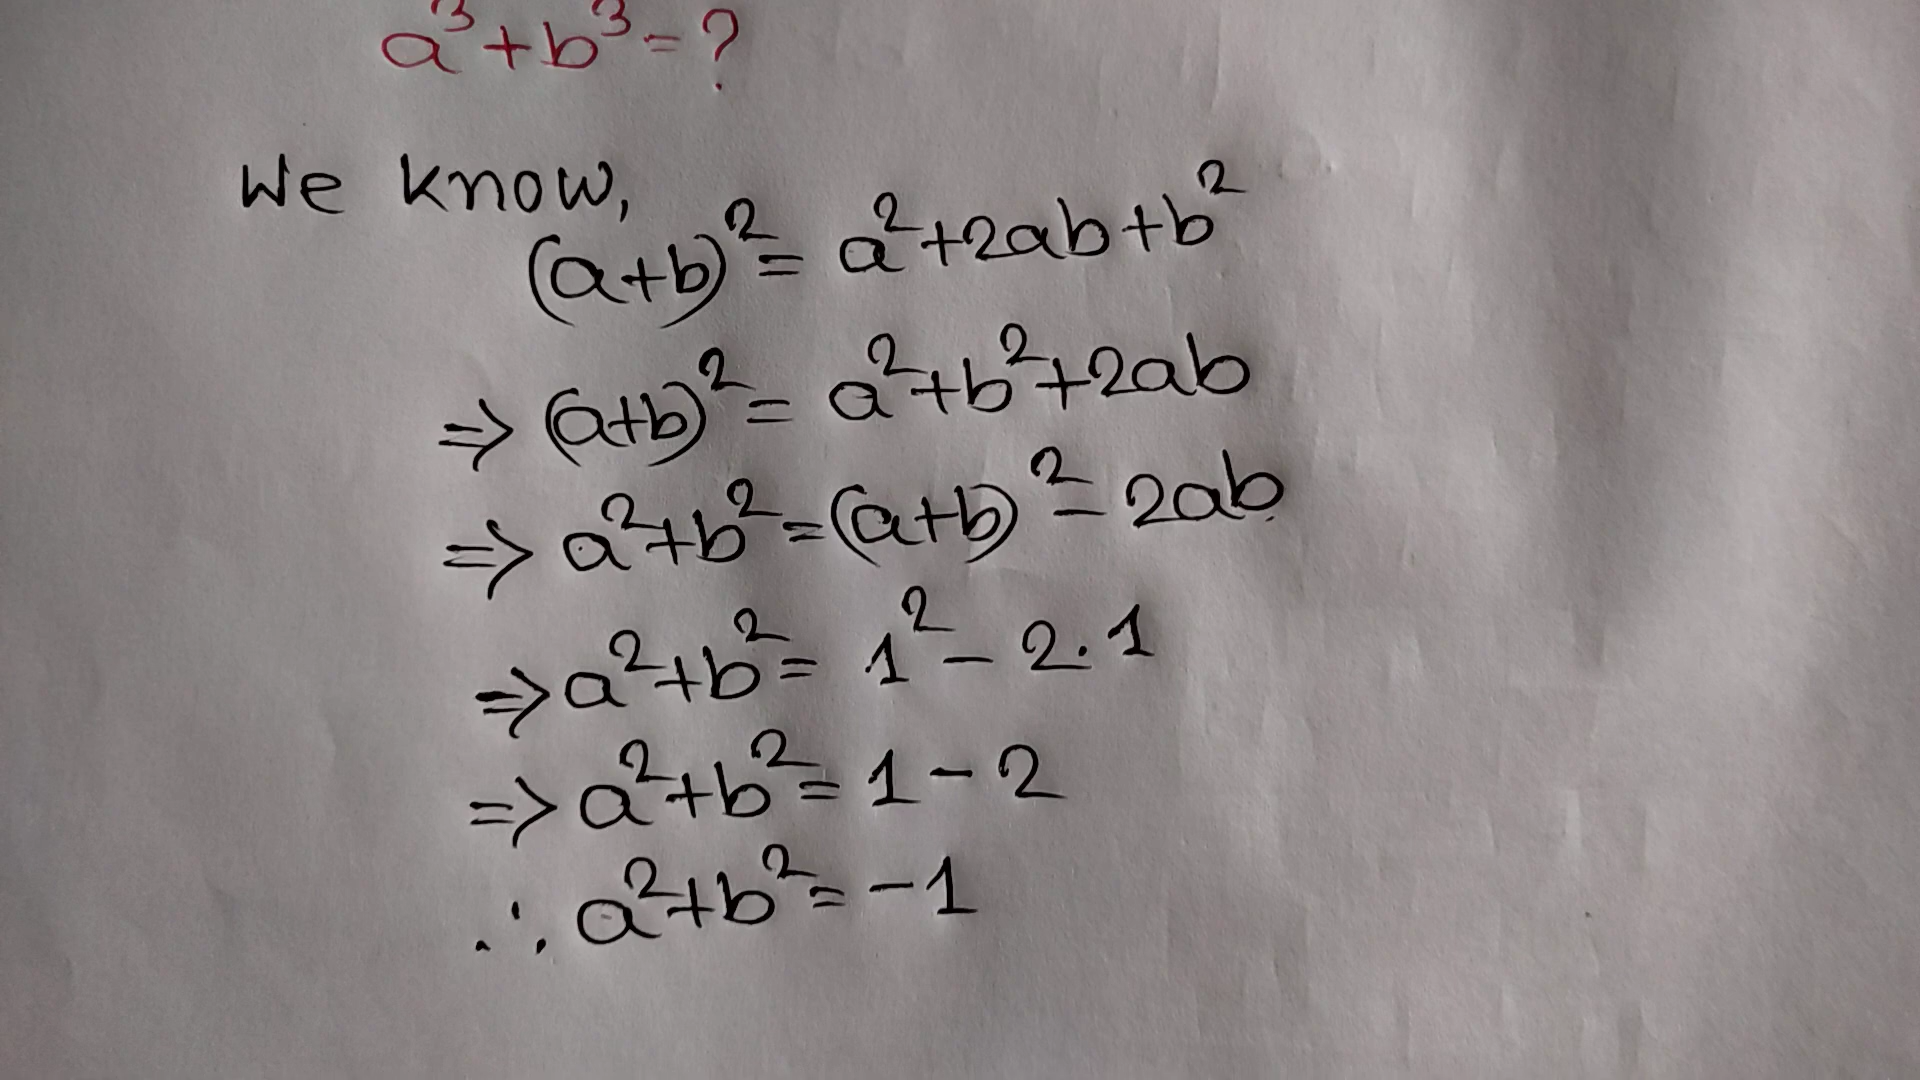 a³+b³=?
We know,
(a+b)²= a²+2ab+b²
⇒ (a+b)²= a²+b²+2ab
⇒ a²+b²=(a+b)²-2ab
⇒ a²+b²= 1²-2.1
⇒ a²+b²= 1-2
∴ a²+b²= -1